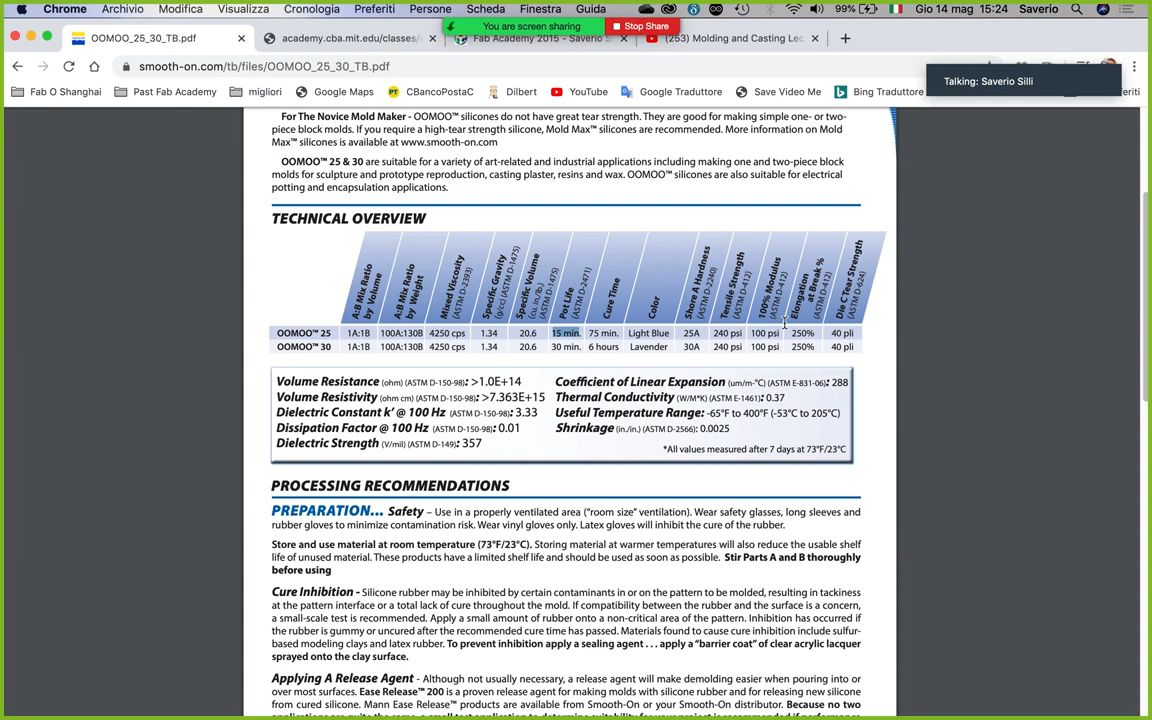 Chrome Archivio Modifica Visualizza Cronologia Preferiti Persone Scheda Finestra Guida 99% Gio 14 mag 15:24 Saverio
You are screen sharing Stop Share
OOMOO_25_30_TB.pdf academy.cba.mit.edu/classes/ Fab Academy 2015 - Saverio S (253) Molding and Casting Lec
smooth-on.com/tb/files/OOMOO_25_30_TB.pdf
Talking: Saverio Silli
Fab O Shanghai Past Fab Academy migliori Google Maps CBancoPostaC Dilbert YouTube Google Traduttore Save Video Me Bing Traduttore
For The Novice Mold Maker - OOMOO™ silicones do not have great tear strength. They are good for making simple one- or two-
piece block molds. If you require a high-tear strength silicone, Mold Max™ silicones are recommended. More information on Mold
Max™ silicones is available at www.smooth-on.com
OOMOO™ 25 & 30 are suitable for a variety of art-related and industrial applications including making one and two-piece block
molds for sculpture and prototype reproduction, casting plaster, resins and wax. OOMOO™ silicones are also suitable for electrical
potting and encapsulation applications.
TECHNICAL OVERVIEW
A:B Mix Ratio by Volume
A:B Mix Ratio by Weight
Mixed Viscosity (ASTM D-2393)
Specific Gravity (g/cc) (ASTM D-1475)
Specific Volume (cu. in./lb.) (ASTM D-1475)
Pot Life (ASTM D-2471)
Cure Time
Color
Shore A Hardness (ASTM D-2240)
Tensile Strength (ASTM D-412)
100% Modulus (ASTM D-412)
Elongation at Break % (ASTM D-412)
Die C Tear Strength (ASTM D-624)
OOMOO™ 25 1A:1B 100A:130B 4250 cps 1.34 20.6 15 min. 75 min. Light Blue 25A 240 psi 100 psi 250% 40 pli
OOMOO™ 30 1A:1B 100A:130B 4250 cps 1.34 20.6 30 min. 6 hours Lavender 30A 240 psi 100 psi 250% 40 pli
Volume Resistance (ohm) (ASTM D-150-98): >1.0E+14
Volume Resistivity (ohm cm) (ASTM D-150-98): >7.363E+15
Dielectric Constant k' @ 100 Hz (ASTM D-150-98): 3.33
Dissipation Factor @ 100 Hz (ASTM D-150-98): 0.01
Dielectric Strength (V/mil) (ASTM D-149): 357
Coefficient of Linear Expansion (um/m-°C) (ASTM E-831-06): 288
Thermal Conductivity (W/M*K) (ASTM E-1461): 0.37
Useful Temperature Range: -65°F to 400°F (-53°C to 205°C)
Shrinkage (in./in.) (ASTM D-2566): 0.0025
*All values measured after 7 days at 73°F/23°C
PROCESSING RECOMMENDATIONS
PREPARATION... Safety – Use in a properly ventilated area ("room size" ventilation). Wear safety glasses, long sleeves and
rubber gloves to minimize contamination risk. Wear vinyl gloves only. Latex gloves will inhibit the cure of the rubber.
Store and use material at room temperature (73°F/23°C). Storing material at warmer temperatures will also reduce the usable shelf
life of unused material. These products have a limited shelf life and should be used as soon as possible. Stir Parts A and B thoroughly
before using
Cure Inhibition - Silicone rubber may be inhibited by certain contaminants in or on the pattern to be molded, resulting in tackiness
at the pattern interface or a total lack of cure throughout the mold. If compatibility between the rubber and the surface is a concern,
a small-scale test is recommended. Apply a small amount of rubber onto a non-critical area of the pattern. Inhibition has occurred if
the rubber is gummy or uncured after the recommended cure time has passed. Materials found to cause cure inhibition include sulfur-
based modeling clays and latex rubber. To prevent inhibition apply a sealing agent . . . apply a "barrier coat" of clear acrylic lacquer
sprayed onto the clay surface.
Applying A Release Agent - Although not usually necessary, a release agent will make demolding easier when pouring into or
over most surfaces. Ease Release™ 200 is a proven release agent for making molds with silicone rubber and for releasing new silicone
from cured silicone. Mann Ease Release™ products are available from Smooth-On or your Smooth-On distributor. Because no two